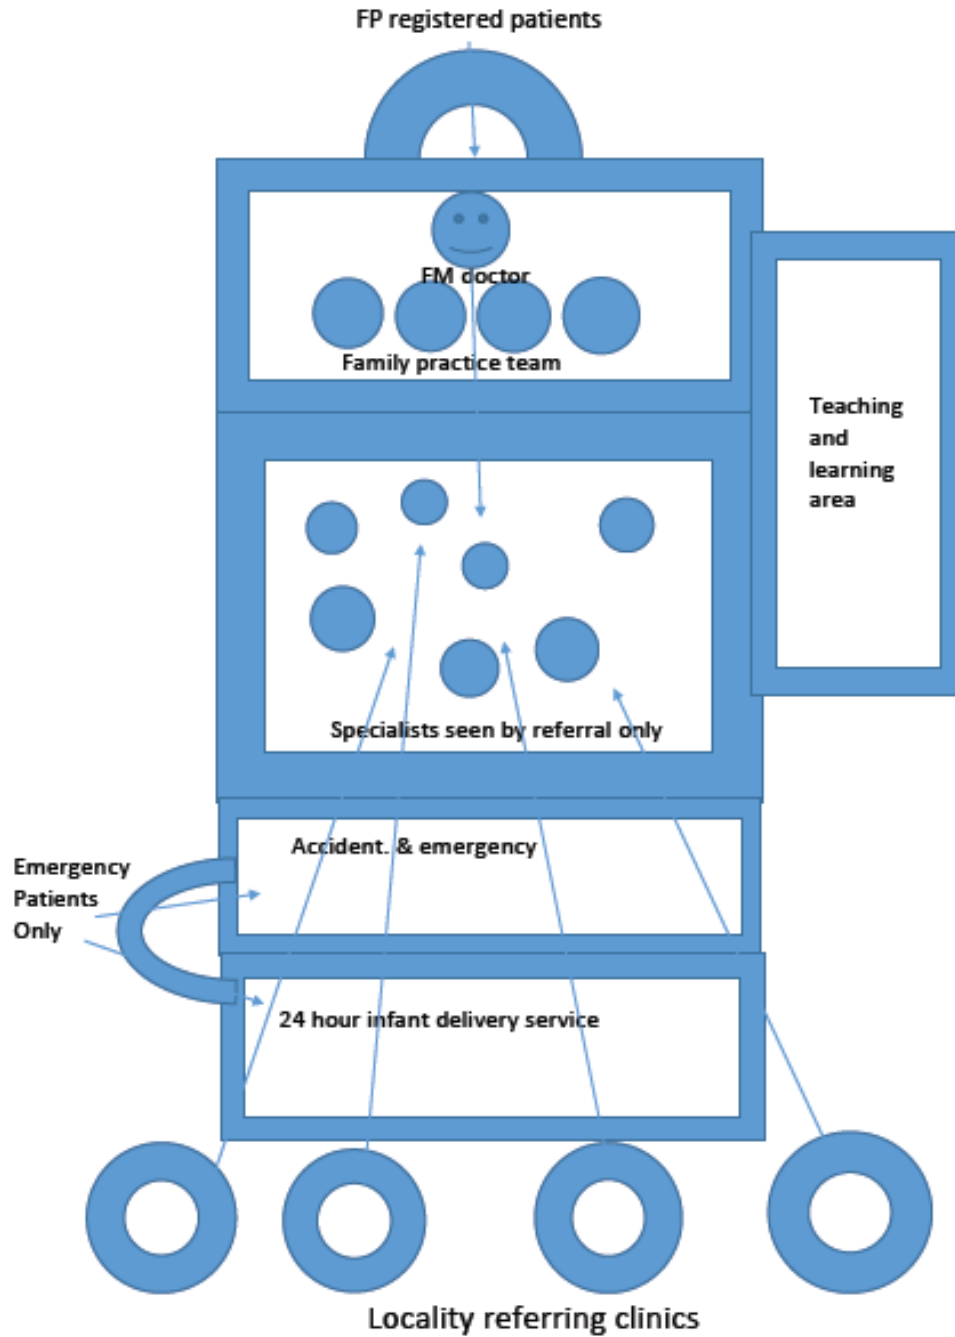 FP registered patients
FM doctor
Family practice team
Teaching
and
learning
area
Specialists seen by referral only
Accident. & emergency
Emergency
Patients
Only
24 hour infant delivery service
Locality referring clinics